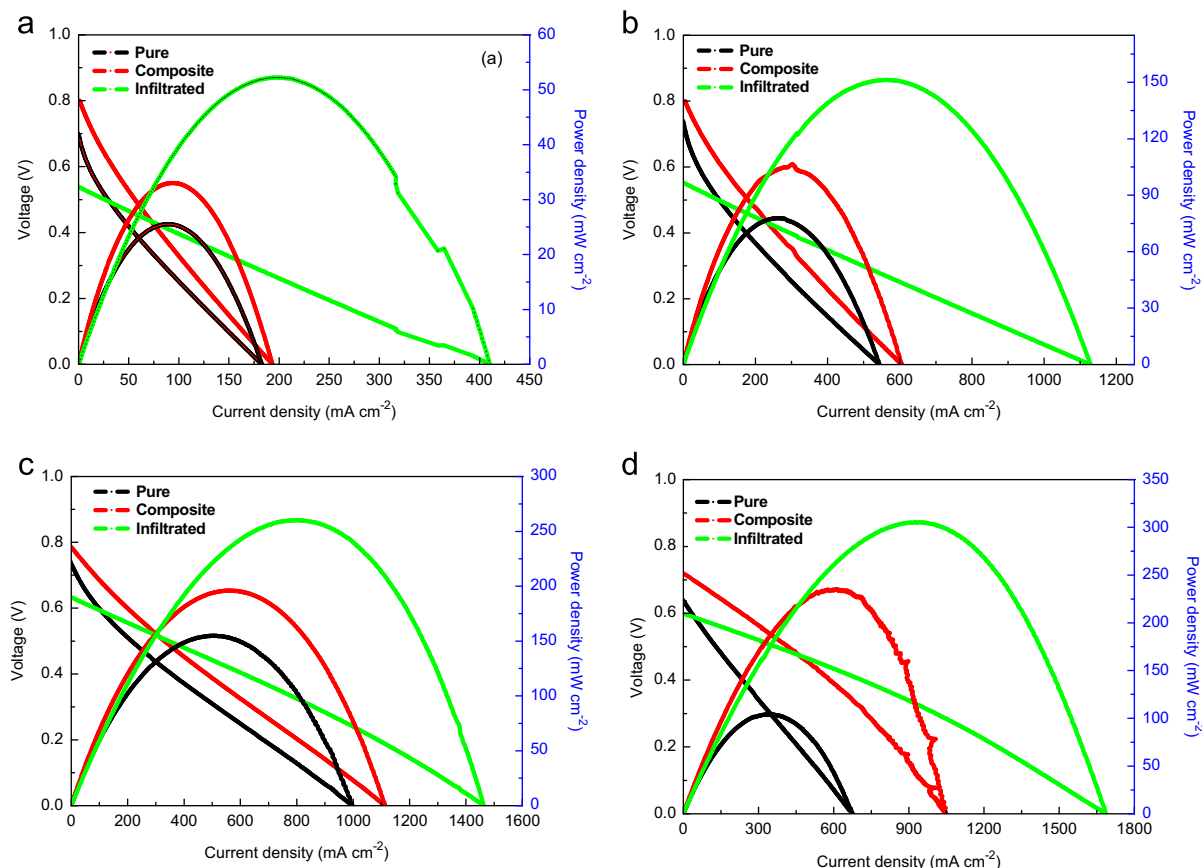 a
(a)
Pure
Composite
Infiltrated
1.0
0.8
0.6
0.4
0.2
0.0
Voltage (V)
60
50
40
30
20
10
0
Power density (mW cm-2)
0 50 100 150 200 250 300 350 400 450
Current density (mA cm-2)
b
Pure
Composite
Infiltrated
1.0
0.8
0.6
0.4
0.2
0.0
Voltage (V)
150
120
90
60
30
0
Power density (mW cm-2)
0 200 400 600 800 1000 1200
Current density (mA cm-2)
c
Pure
Composite
Infiltrated
1.0
0.8
0.6
0.4
0.2
0.0
Voltage (V)
300
250
200
150
100
50
0
Power density (mW cm-2)
0 200 400 600 800 1000 1200 1400 1600
Current density (mA cm-2)
d
Pure
Composite
Infiltrated
1.0
0.8
0.6
0.4
0.2
0.0
Voltage (V)
350
300
250
200
150
100
50
0
Power density (mW cm-2)
0 300 600 900 1200 1500 1800
Current density (mA cm-2)